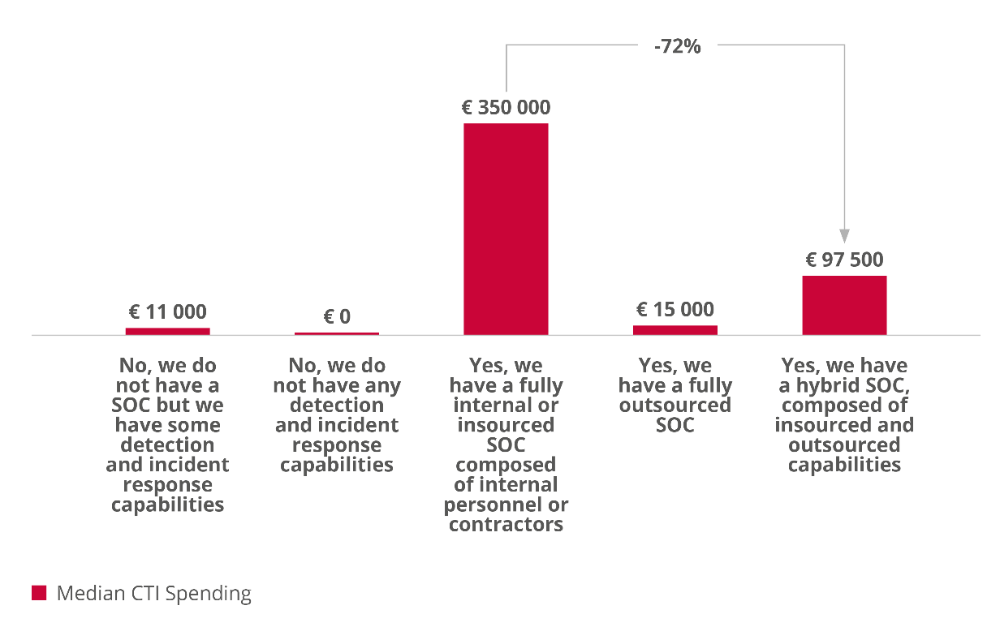 -72%
€ 350 000
€ 97 500
€ 11 000
€ 0
€ 15 000
No, we do
not have a
SOC but we
have some
detection
and incident
response
capabilities
No, we do
not have any
detection
and incident
response
capabilities
Yes, we
have a fully
internal or
insourced
SOC
composed
of internal
personnel or
contractors
Yes, we
have a fully
outsourced
SOC
Yes, we have
a hybrid SOC,
composed of
insourced and
outsourced
capabilities
Median CTI Spending